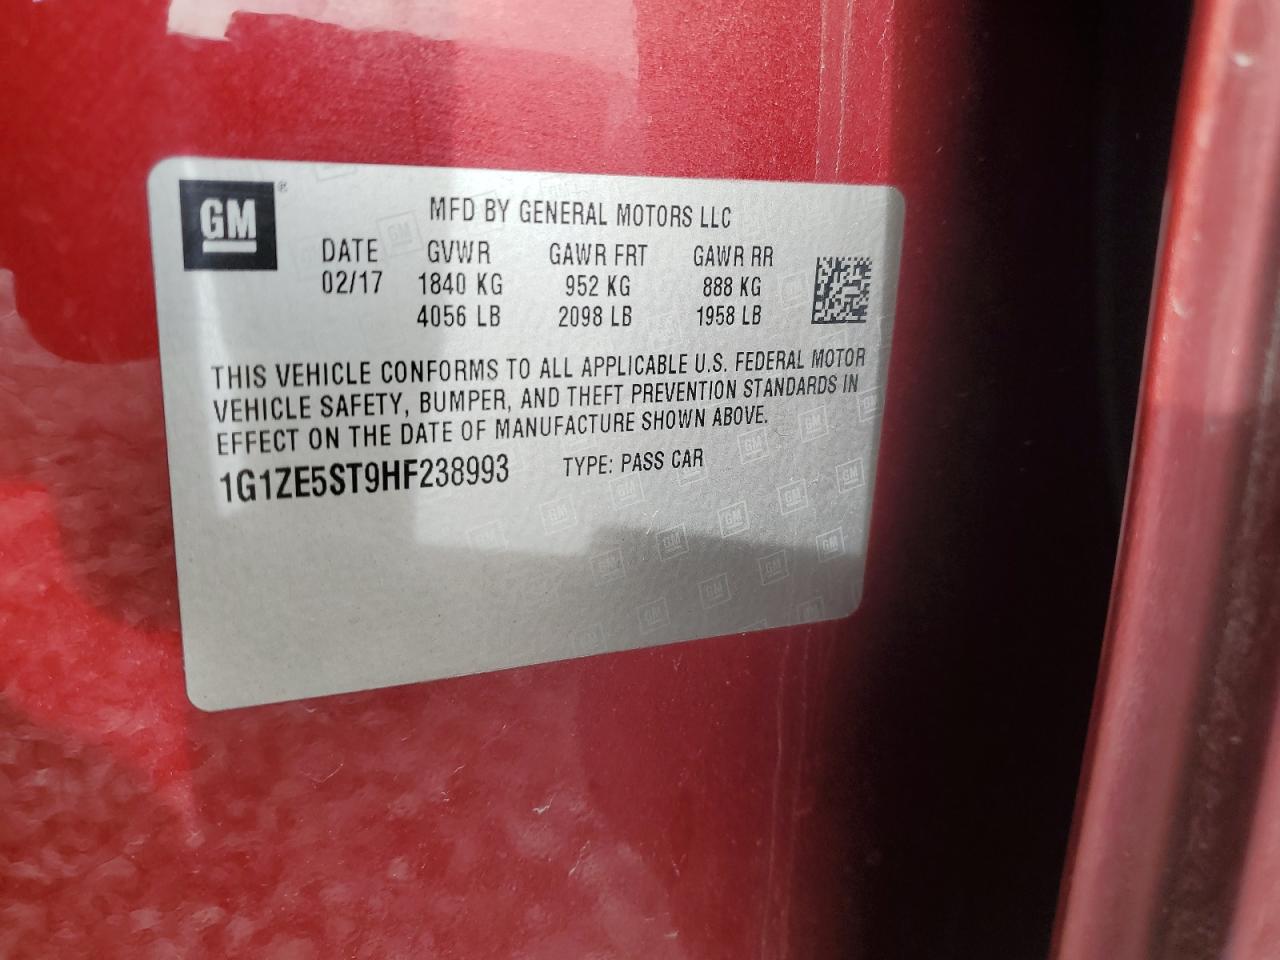 GM
MFD BY GENERAL MOTORS LLC
DATE GVWR GAWR FRT GAWR RR
02/17 1840 KG 952 KG 888 KG
4056 LB 2098 LB 1958 LB
THIS VEHICLE CONFORMS TO ALL APPLICABLE U.S. FEDERAL MOTOR
VEHICLE SAFETY, BUMPER, AND THEFT PREVENTION STANDARDS IN
EFFECT ON THE DATE OF MANUFACTURE SHOWN ABOVE.
1G1ZE5ST9HF238993 TYPE: PASS CAR